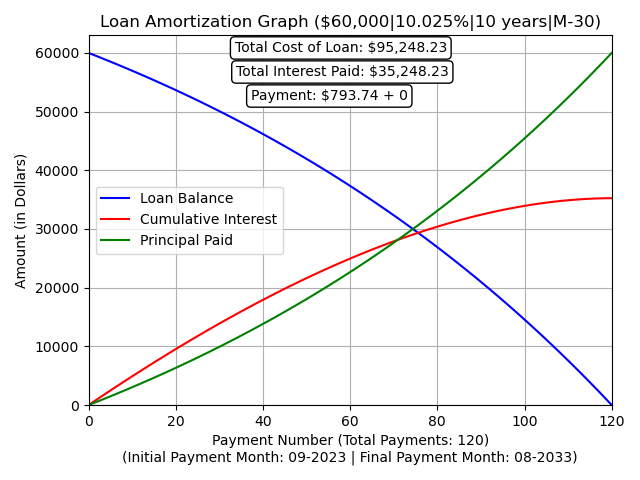 Loan Amortization Graph ($60,000|10.025%|10 years|M-30)
Total Cost of Loan: $95,248.23
Total Interest Paid: $35,248.23
Payment: $793.74 + 0
Amount (in Dollars)
60000
50000
40000
30000
20000
10000
0
Loan Balance
Cumulative Interest
Principal Paid
0 20 40 60 80 100 120
Payment Number (Total Payments: 120)
(Initial Payment Month: 09-2023 | Final Payment Month: 08-2033)